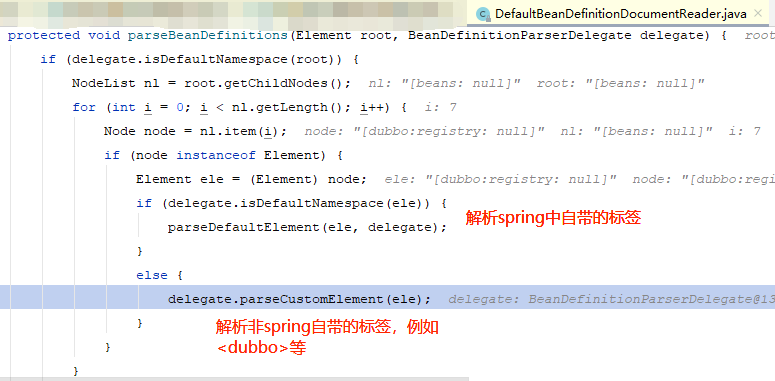 DefaultBeanDefinitionDocumentReader.java
protected void parseBeanDefinitions(Element root, BeanDefinitionParserDelegate delegate) { root
if (delegate.isDefaultNamespace(root)) {
NodeList nl = root.getChildNodes(); nl: "[beans: null]" root: "[beans: null]"
for (int i = 0; i < nl.getLength(); i++) { i: 7
Node node = nl.item(i); node: "[dubbo:registry: null]" nl: "[beans: null]" i: 7
if (node instanceof Element) {
Element ele = (Element) node; ele: "[dubbo:registry: null]" node: "[dubbo:regi
if (delegate.isDefaultNamespace(ele)) {
解析spring中自带的标签
parseDefaultElement(ele, delegate);
}
else {
delegate.parseCustomElement(ele); delegate: BeanDefinitionParserDelegate@13
}
解析非spring自带的标签，例如
<dubbo>等
}
}